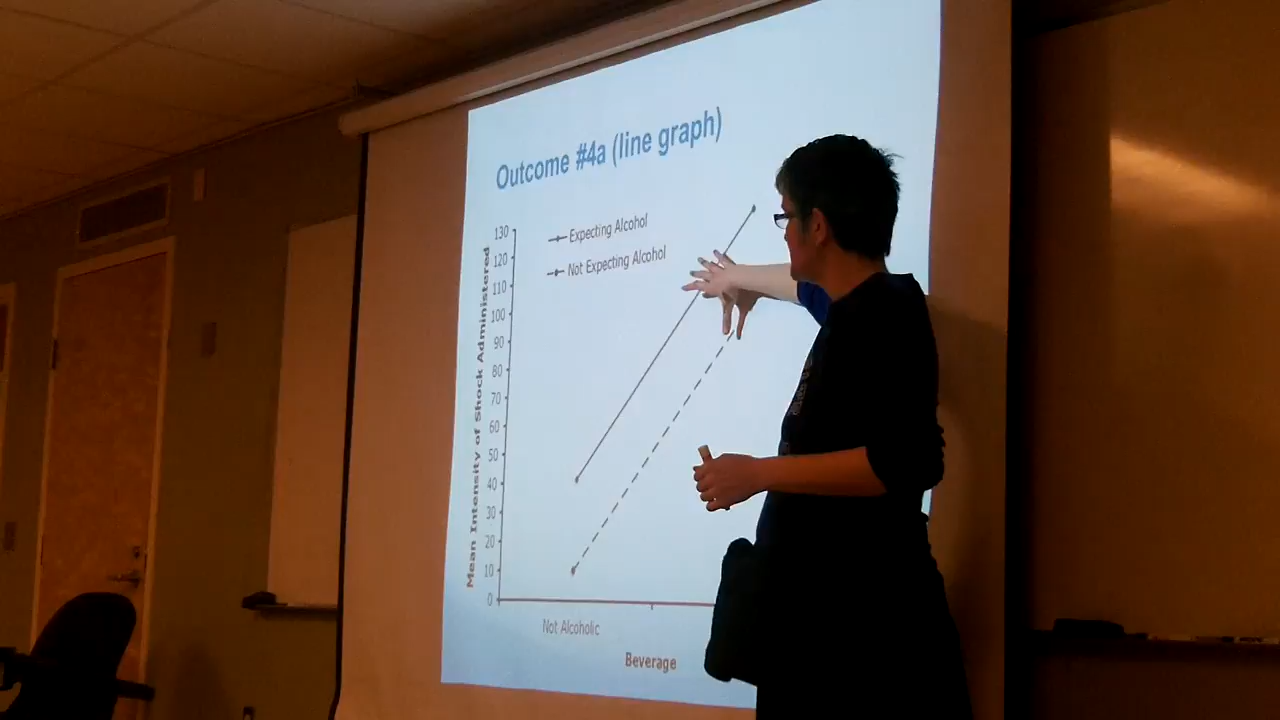 Outcome #4a (line graph)
Expecting Alcohol
Not Expecting Alcohol
Mean Intensity of Shock Administered
130
120
110
100
90
80
70
60
50
40
30
20
10
0
Not Alcoholic
Beverage